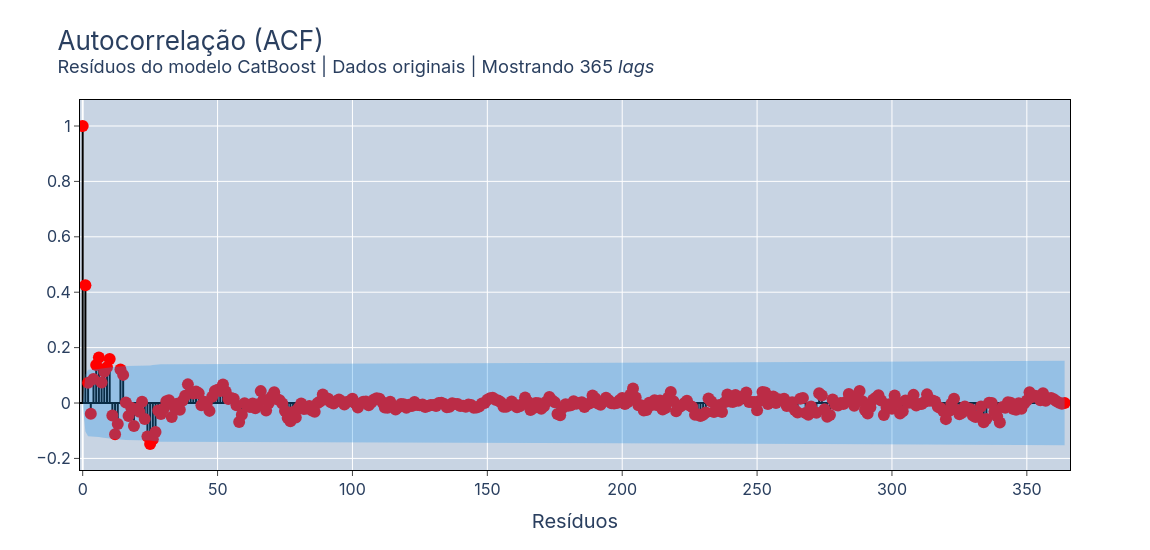 Autocorrelação (ACF)
Resíduos do modelo CatBoost | Dados originais | Mostrando 365 lags
1
0.8
0.6
0.4
0.2
0
−0.2
0 50 100 150 200 250 300 350
Resíduos